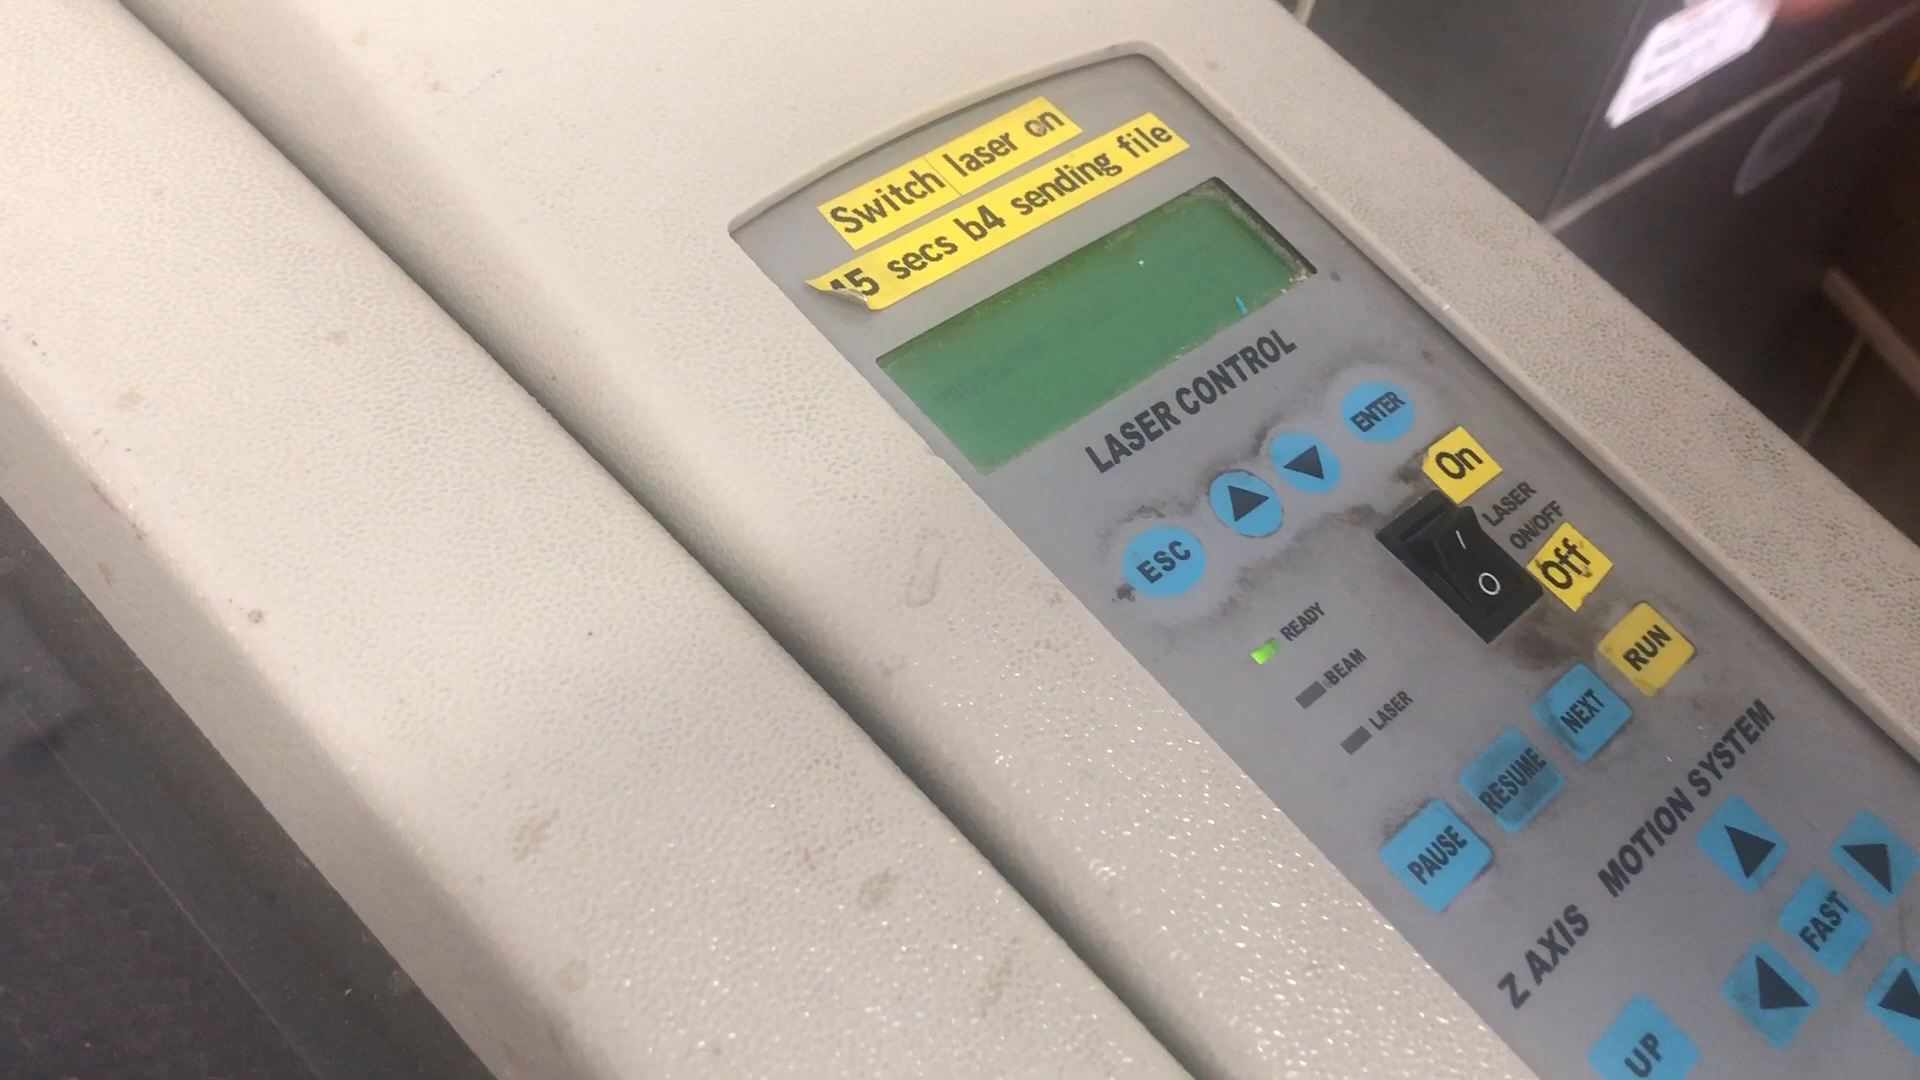 Switch laser on
15 secs b4 sending file
LASER CONTROL
ESC
ENTER
On
LASER
ON/OFF
Off
I
O
READY
BEAM
LASER
RUN
NEXT
RESUME
PAUSE
MOTION SYSTEM
Z AXIS
FAST
UP